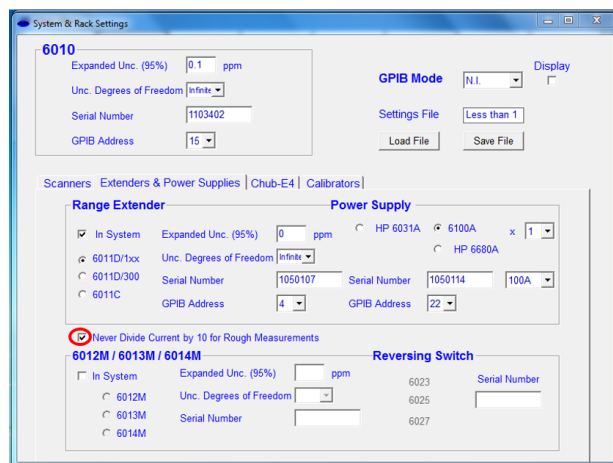 System & Rack Settings
6010
Expanded Unc. (95%) 0.1 ppm
Unc. Degrees of Freedom Infinite
Serial Number 1103402
GPIB Address 15
GPIB Mode N.I. Display
Settings File Less than 1
Load File Save File
Scanners Extenders & Power Supplies Chub-E4 Calibrators
Range Extender Power Supply
In System Expanded Unc. (95%) 0 ppm HP 6031A 6100A x 1
6011D/1xx Unc. Degrees of Freedom Infinite HP 6680A
6011D/300 Serial Number 1050107 Serial Number 1050114 100A
6011C GPIB Address 4 GPIB Address 22
Never Divide Current by 10 for Rough Measurements
6012M / 6013M / 6014M Reversing Switch
In System Expanded Unc. (95%) ppm 6023 Serial Number
6012M Unc. Degrees of Freedom 6025
6013M Serial Number 6027
6014M